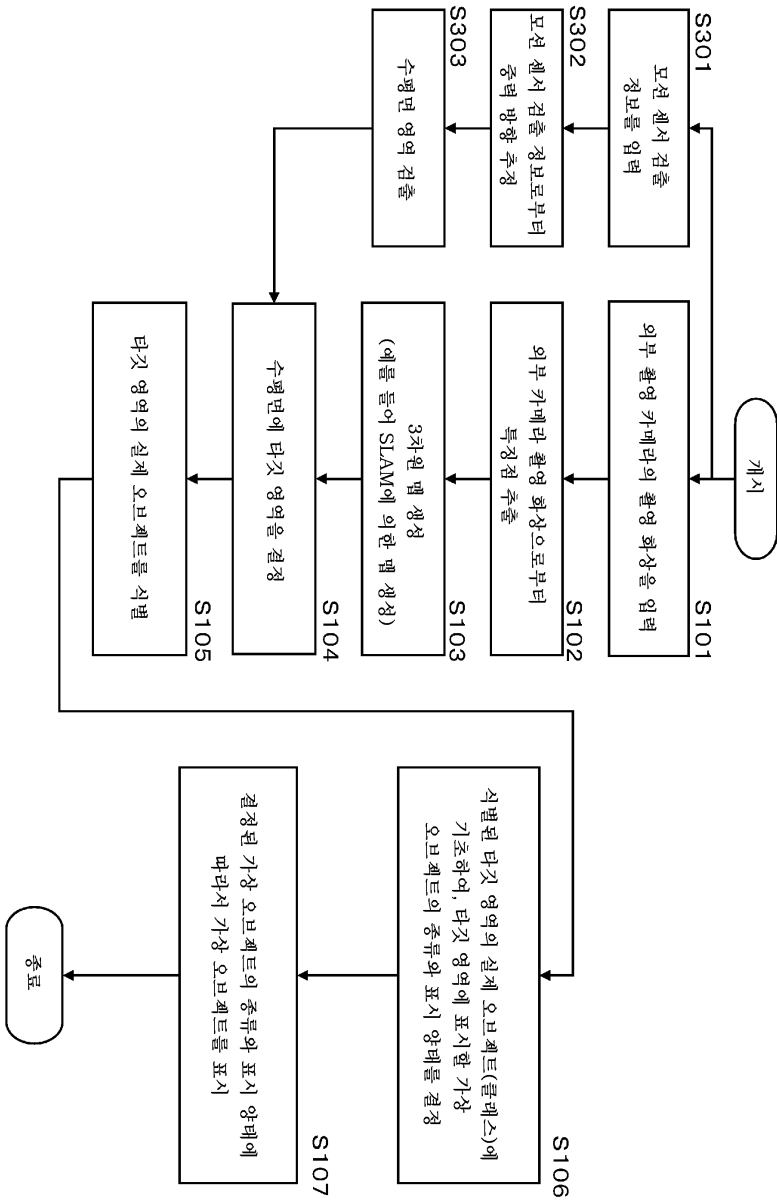 개시
S301
모션 센서 검출
정보를 입력
S302
모션 센서 검출 정보로부터
중력 방향 추정
S303
수평면 영역 검출
S101
외부 촬영 카메라의 촬영 화상을 입력
S102
외부 카메라 촬영 화상으로부터
특징점 추출
S103
3차원 맵 생성
(예를 들어 SLAM에 의한 맵 생성)
S104
수평면에 타깃 영역을 결정
S105
타깃 영역의 실제 오브젝트를 식별
S106
식별된 타깃 영역의 실제 오브젝트(클래스)에
기초하여, 타깃 영역에 표시할 가상
오브젝트의 종류와 표시 양태를 결정
S107
결정된 가상 오브젝트의 종류와 표시 양태에
따라서 가상 오브젝트를 표시
종료